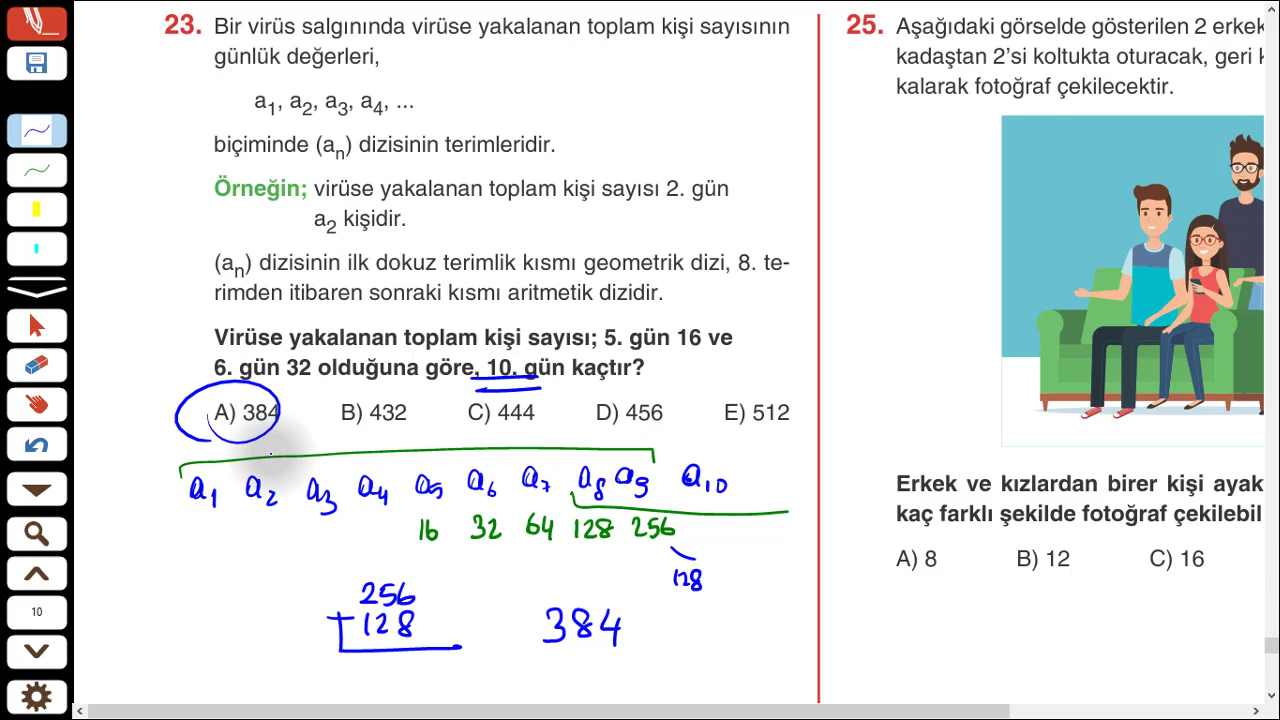 23. Bir virüs salgınında virüse yakalanan toplam kişi sayısının
günlük değerleri,
a1, a2, a3, a4, ...
biçiminde (an) dizisinin terimleridir.
Örneğin; virüse yakalanan toplam kişi sayısı 2. gün
a2 kişidir.
(an) dizisinin ilk dokuz terimlik kısmı geometrik dizi, 8. te-
rimden itibaren sonraki kısmı aritmetik dizidir.
Virüse yakalanan toplam kişi sayısı; 5. gün 16 ve
6. gün 32 olduğuna göre, 10. gün kaçtır?
A) 384 B) 432 C) 444 D) 456 E) 512
a1 a2 a3 a4 a5 a6 a7 a8 a9 a10
16 32 64 128 256
128
256
+ 128
384
25. Aşağıdaki görselde gösterilen 2 erkek
kadaştan 2'si koltukta oturacak, geri k
kalarak fotoğraf çekilecektir.
Erkek ve kızlardan birer kişi ayak
kaç farklı şekilde fotoğraf çekilebil
A) 8 B) 12 C) 16
10